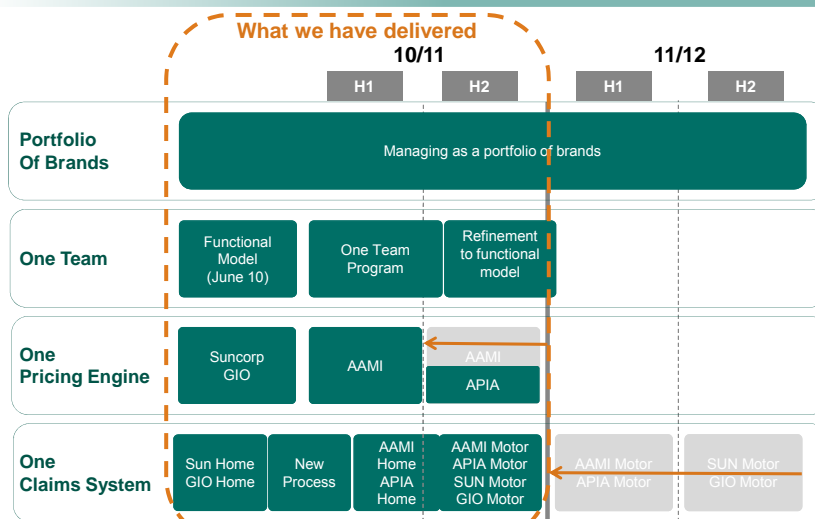 What we have delivered
10/11
11/12
H1
H2
H1
H2
Portfolio
Of Brands
Managing as a portfolio of brands
One Team
Functional
Model
(June 10)
One Team
Program
Refinement
to functional
model
One
Pricing Engine
Suncorp
GIO
AAMI
AAMI
APIA
One
Claims System
Sun Home
GIO Home
New
Process
AAMI
Home
APIA
Home
AAMI Motor
APIA Motor
SUN Motor
GIO Motor
AAMI Motor
APIA Motor
SUN Motor
GIO Motor